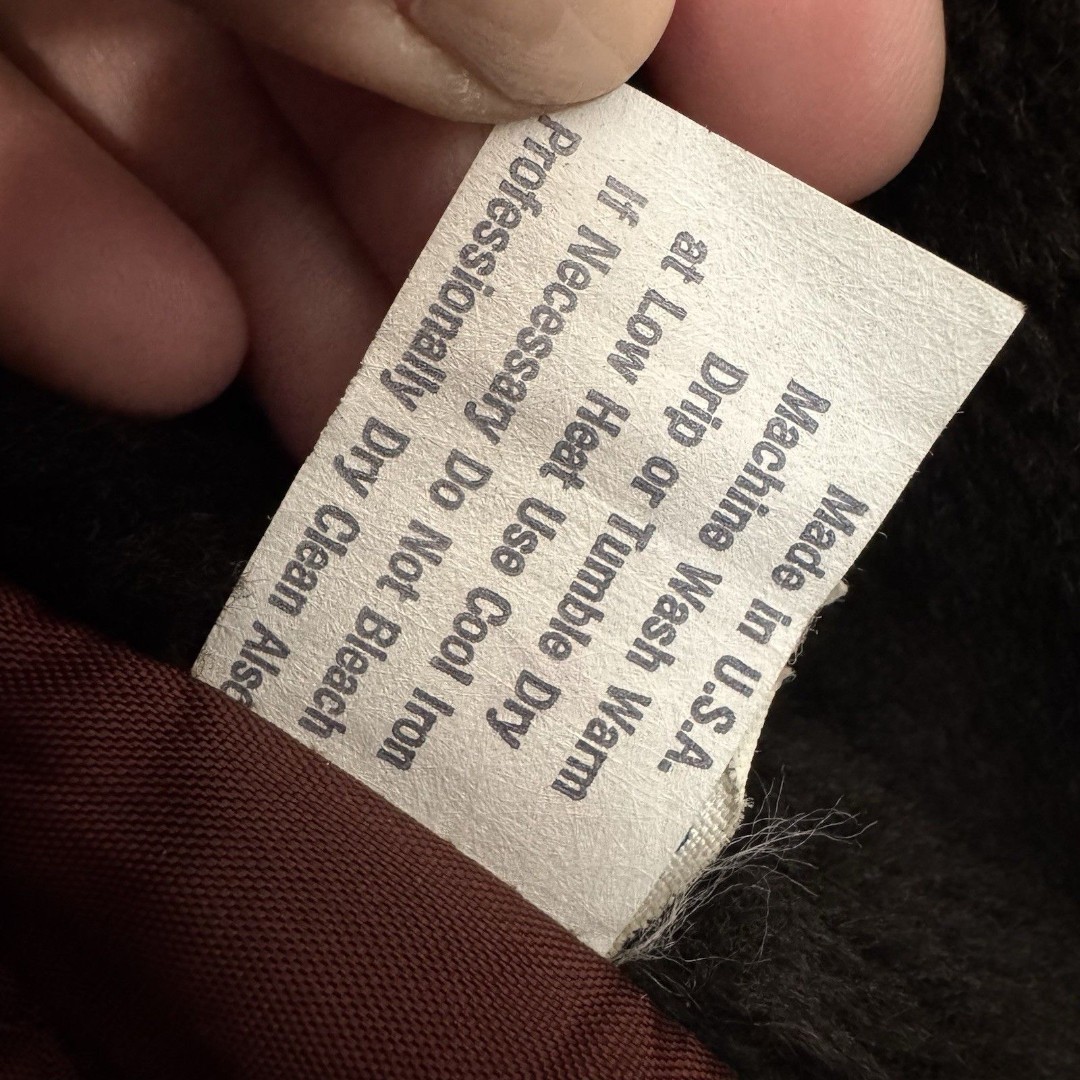 Made in U.S.A.
Machine Wash Warm
Drip or Tumble Dry
at Low Heat Use Cool Iron
If Necessary Do Not Bleach
Professionally Dry Clean Also